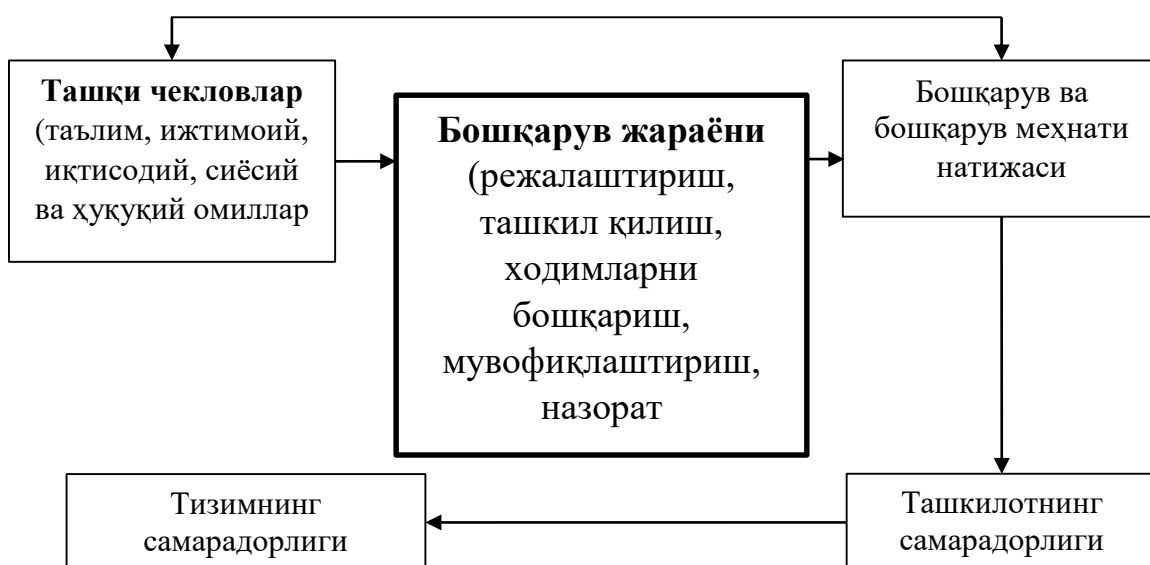 Ташқи чекловлар
(таълим, ижтимоий,
иқтисодий, сиёсий
ва ҳуқуқий омиллар
Бошқарув жараёни
(режалаштириш,
ташкил қилиш,
ходимларни
бошқариш,
мувофиқлаштириш,
назорат
Бошқарув ва
бошқарув меҳнати
натижаси
Тизимнинг
самарадорлиги
Ташкилотнинг
самарадорлиги